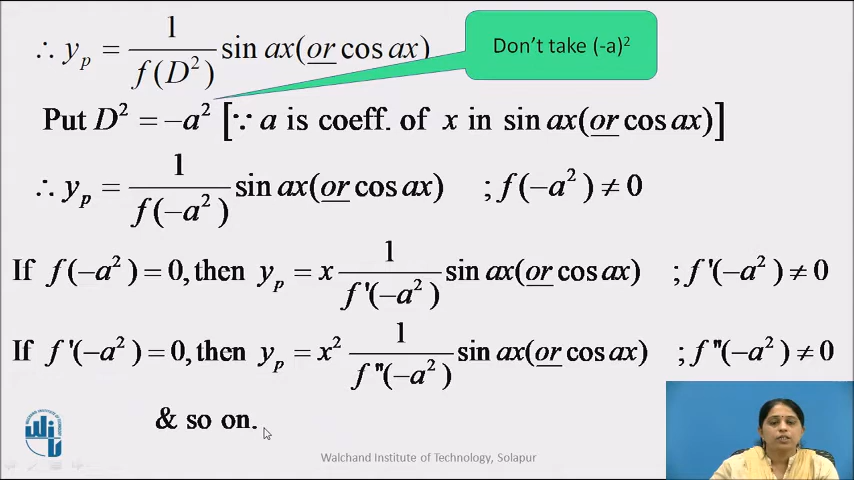 ∴ y_p = 1/f(D²) sin ax(or cos ax)
Don't take (-a)²
Put D² = −a² [∵ a is coeff. of x in sin ax(or cos ax)]
∴ y_p = 1/f(−a²) sin ax(or cos ax) ; f(−a²) ≠ 0
If f(−a²) = 0, then y_p = x 1/f'(−a²) sin ax(or cos ax) ; f'(−a²) ≠ 0
If f'(−a²) = 0, then y_p = x² 1/f"(−a²) sin ax(or cos ax) ; f"(−a²) ≠ 0
& so on.
Walchand Institute of Technology, Solapur